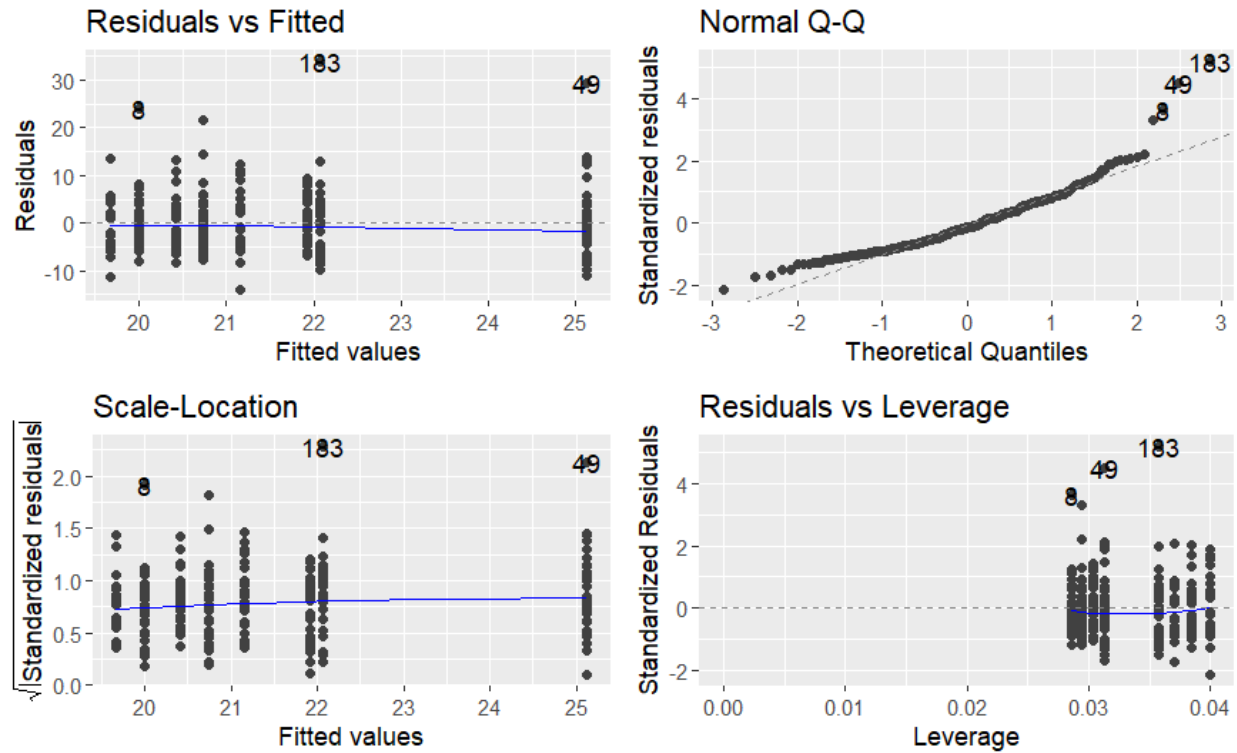 Residuals vs Fitted
Residuals
30
20
10
0
-10
8
183
49
20 21 22 23 24 25
Fitted values
Normal Q-Q
Standardized residuals
4
2
0
-2
183
49
8
-3 -2 -1 0 1 2 3
Theoretical Quantiles
Scale-Location
√|Standardized residuals|
2.0
1.5
1.0
0.5
0.0
8
183
49
20 21 22 23 24 25
Fitted values
Residuals vs Leverage
Standardized Residuals
4
2
0
-2
183
49
8
0.00 0.01 0.02 0.03 0.04
Leverage